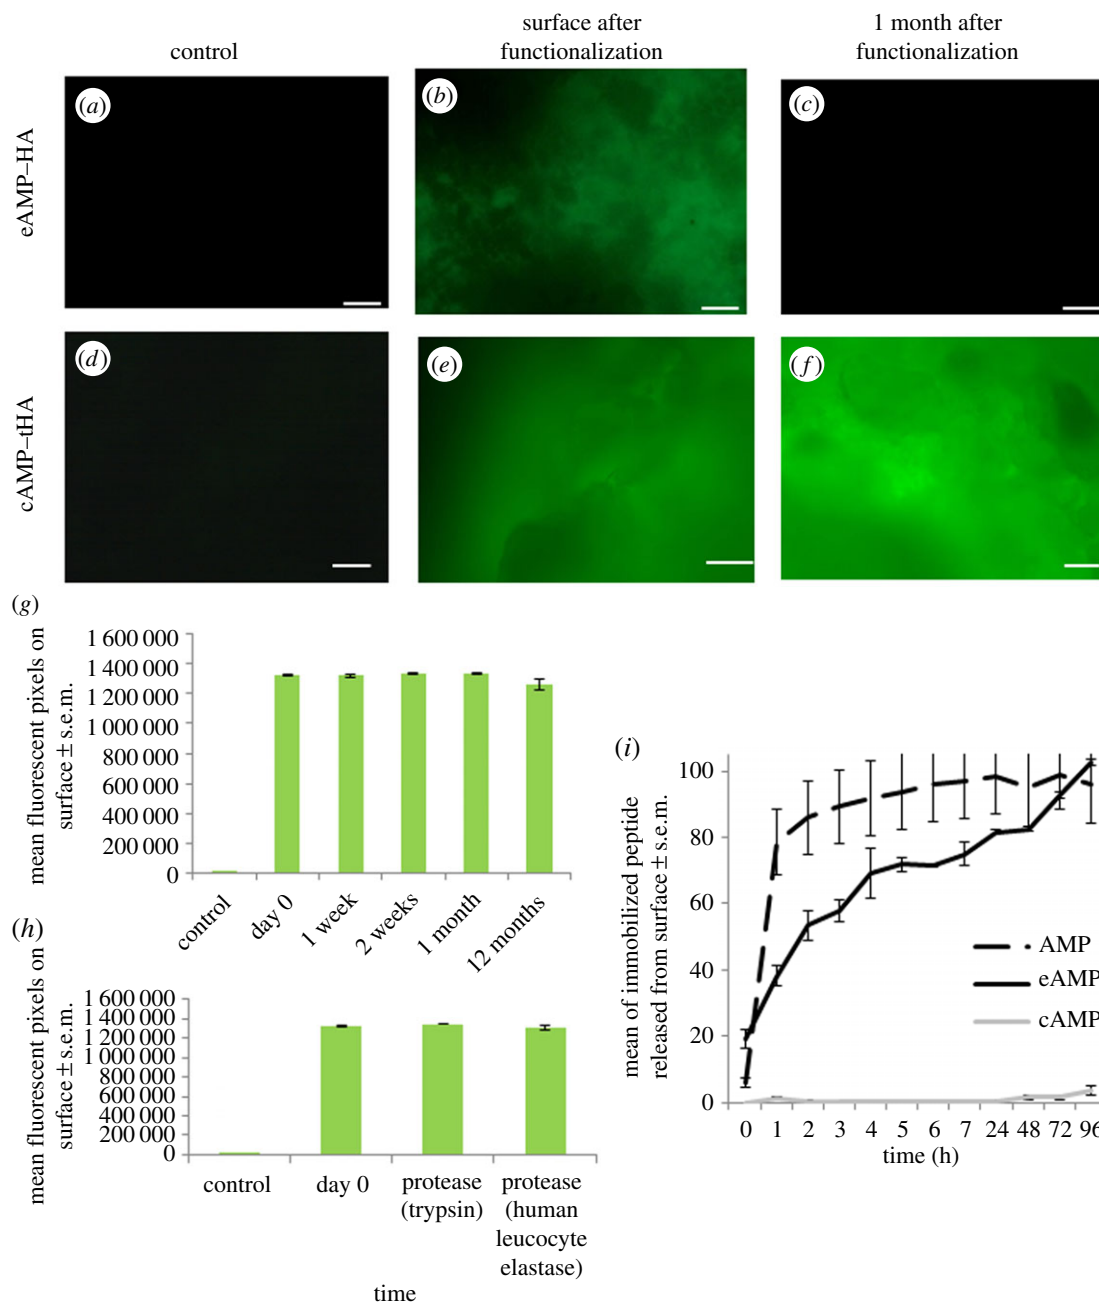 control
surface after
functionalization
1 month after
functionalization
eAMP–HA
(a)
(b)
(c)
cAMP–tHA
(d)
(e)
(f)
(g)
mean fluorescent pixels on
surface ± s.e.m.
1 600 000
1 400 000
1 200 000
1 000 000
800 000
600 000
400 000
200 000
0
control
day 0
1 week
2 weeks
1 month
12 months
(h)
mean fluorescent pixels on
surface ± s.e.m.
1 600 000
1 400 000
1 200 000
1 000 000
800 000
600 000
400 000
200 000
0
control
day 0
protease
(trypsin)
protease
(human
leucocyte
elastase)
time
(i)
mean of immobilized peptide
released from surface ± s.e.m.
100
80
60
40
20
0
0 1 2 3 4 5 6 7 24 48 72 96
time (h)
AMP
eAMP
cAMP